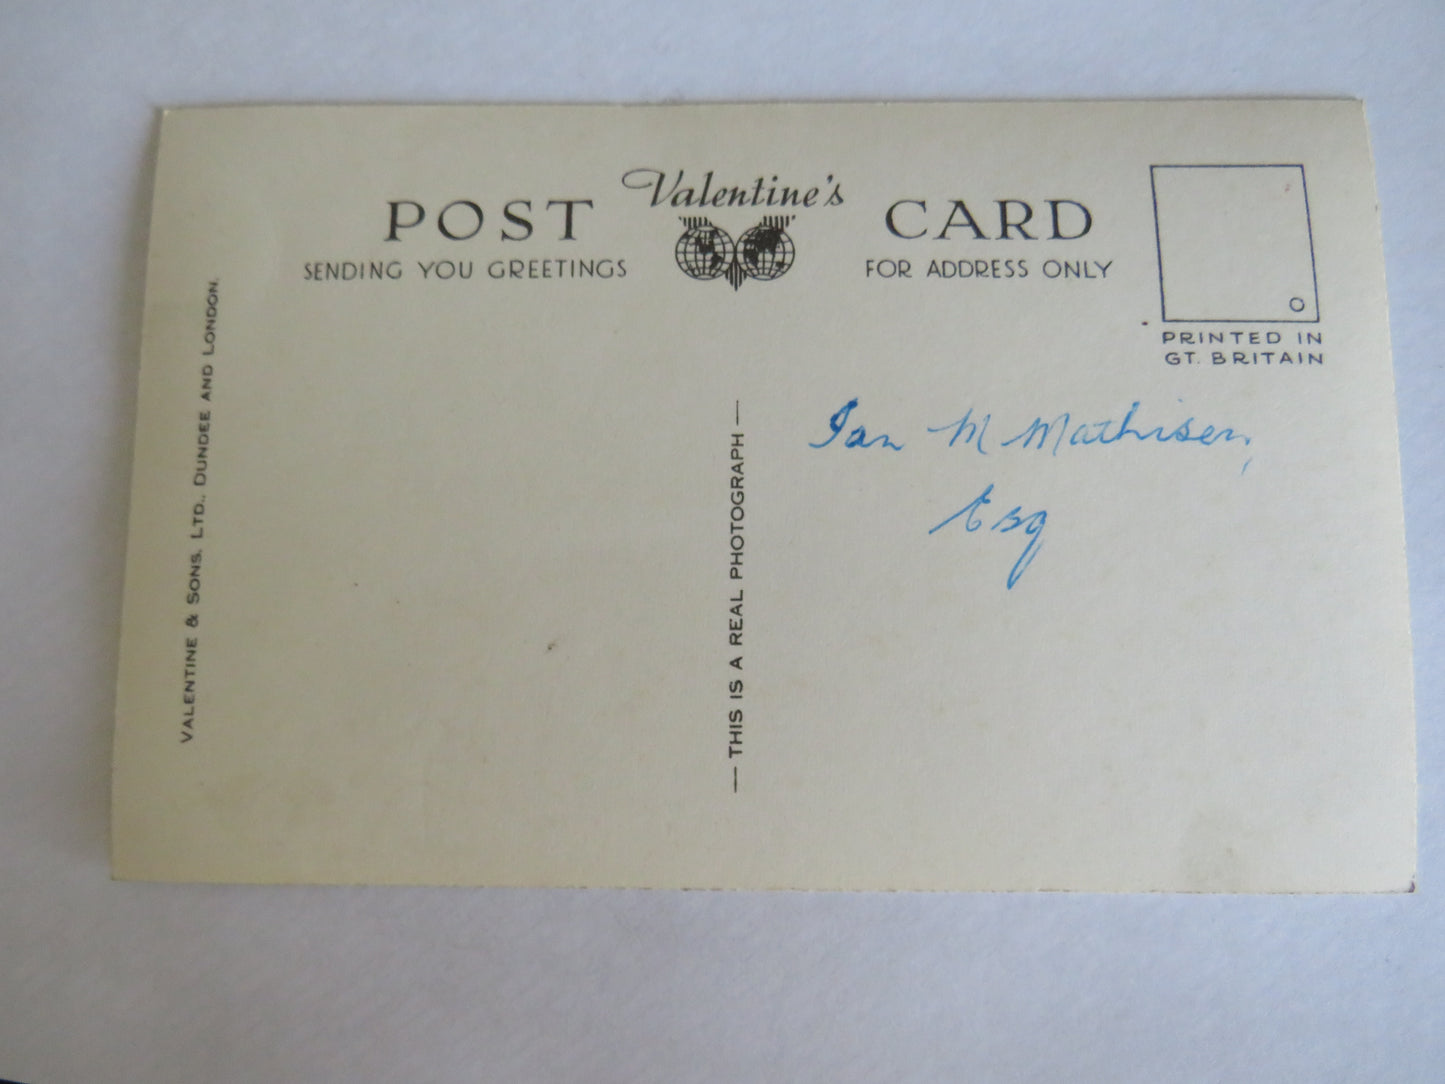 Valentine's
POST CARD
SENDING YOU GREETINGS
FOR ADDRESS ONLY
PRINTED IN
GT. BRITAIN
VALENTINE & SONS, LTD., DUNDEE AND LONDON.
— THIS IS A REAL PHOTOGRAPH —
Ian M Mathisen,
Esq